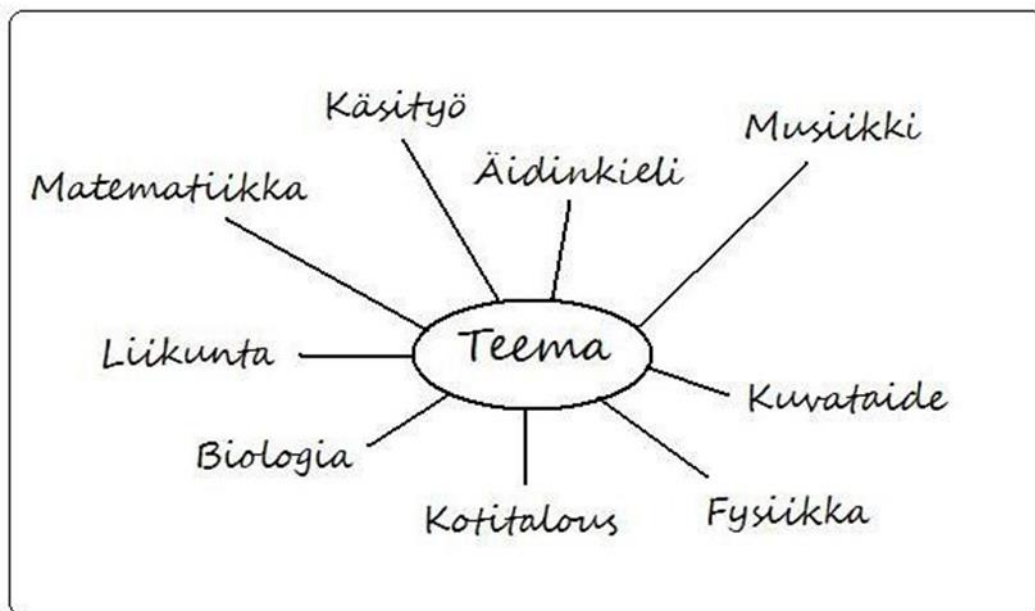 Käsityö
Musiikki
Äidinkieli
Matematiikka
Teema
Liikunta
Kuvataide
Biologia
Kotitalous
Fysiikka